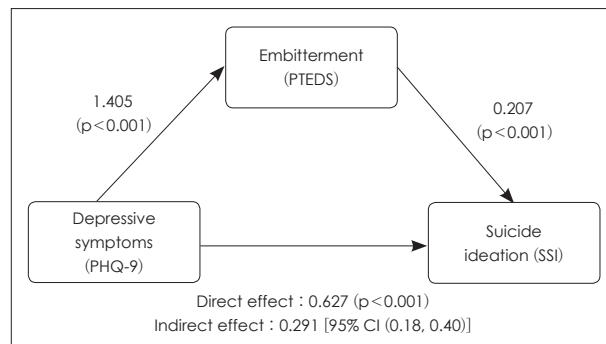 Embitterment
(PTEDS)
1.405
(p<0.001)
0.207
(p<0.001)
Depressive
symptoms
(PHQ-9)
Suicide
ideation (SSI)
Direct effect : 0.627 (p<0.001)
Indirect effect : 0.291 [95% CI (0.18, 0.40)]